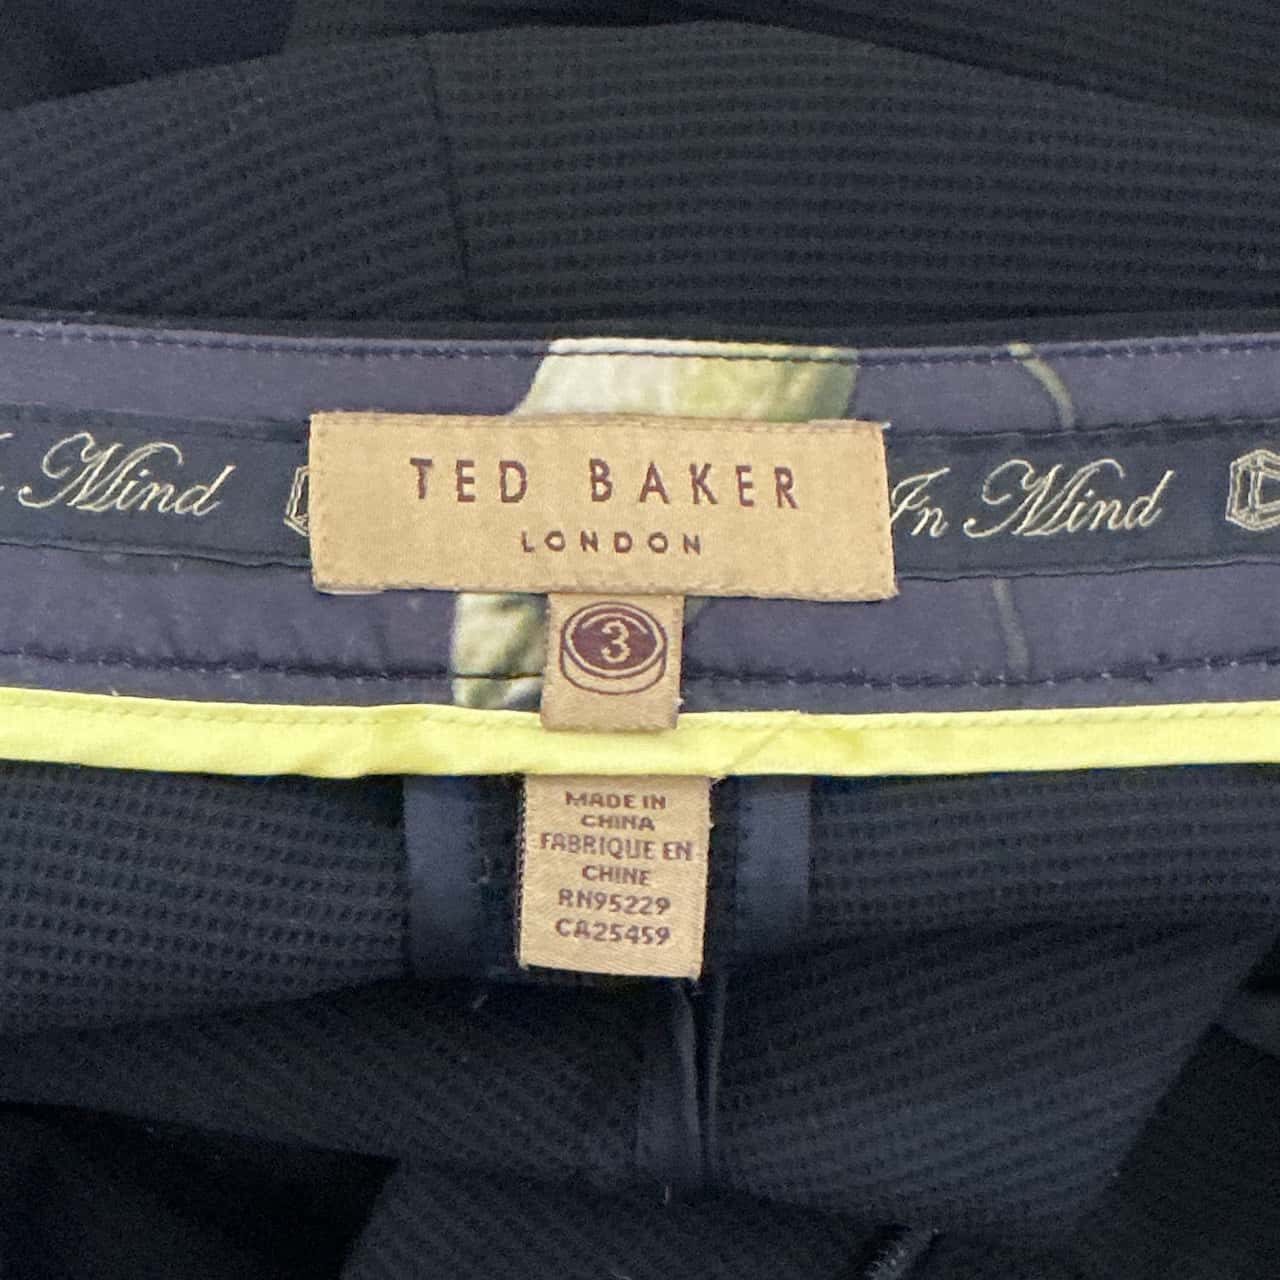 Mind
TED BAKER
LONDON
In Mind
3
MADE IN
CHINA
FABRIQUE EN
CHINE
RN95229
CA25459